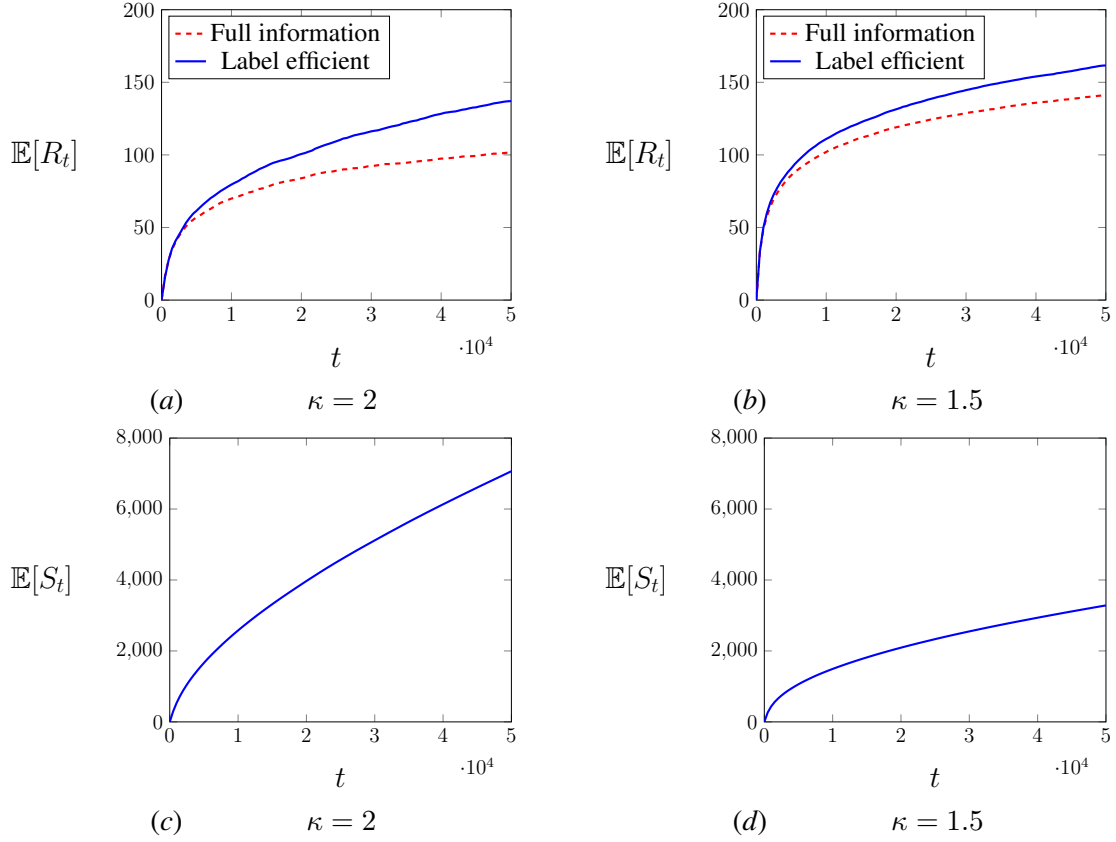 200
150
100
50
0
𝔼[R_t]
Full information
Label efficient
0 1 2 3 4 5
·10^4
t
(a) κ = 2
200
150
100
50
0
𝔼[R_t]
Full information
Label efficient
0 1 2 3 4 5
·10^4
t
(b) κ = 1.5
8,000
6,000
4,000
2,000
0
𝔼[S_t]
0 1 2 3 4 5
·10^4
t
(c) κ = 2
8,000
6,000
4,000
2,000
0
𝔼[S_t]
0 1 2 3 4 5
·10^4
t
(d) κ = 1.5